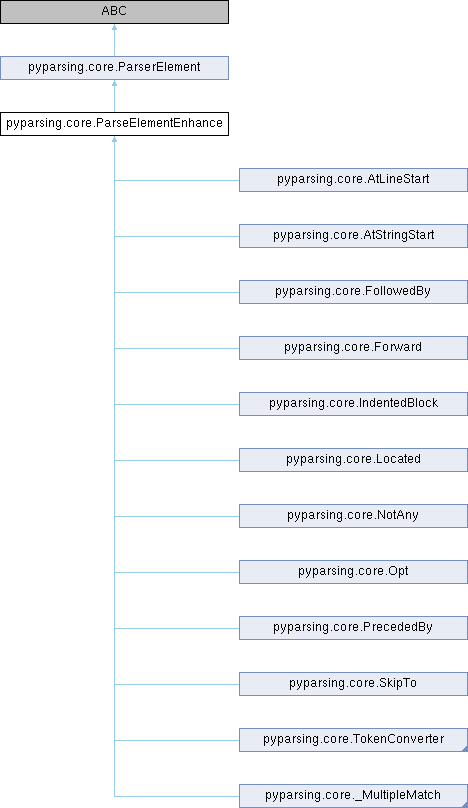 ABC
pyparsing.core.ParserElement
pyparsing.core.ParseElementEnhance
pyparsing.core.AtLineStart
pyparsing.core.AtStringStart
pyparsing.core.FollowedBy
pyparsing.core.Forward
pyparsing.core.IndentedBlock
pyparsing.core.Located
pyparsing.core.NotAny
pyparsing.core.Opt
pyparsing.core.PrecededBy
pyparsing.core.SkipTo
pyparsing.core.TokenConverter
pyparsing.core._MultipleMatch